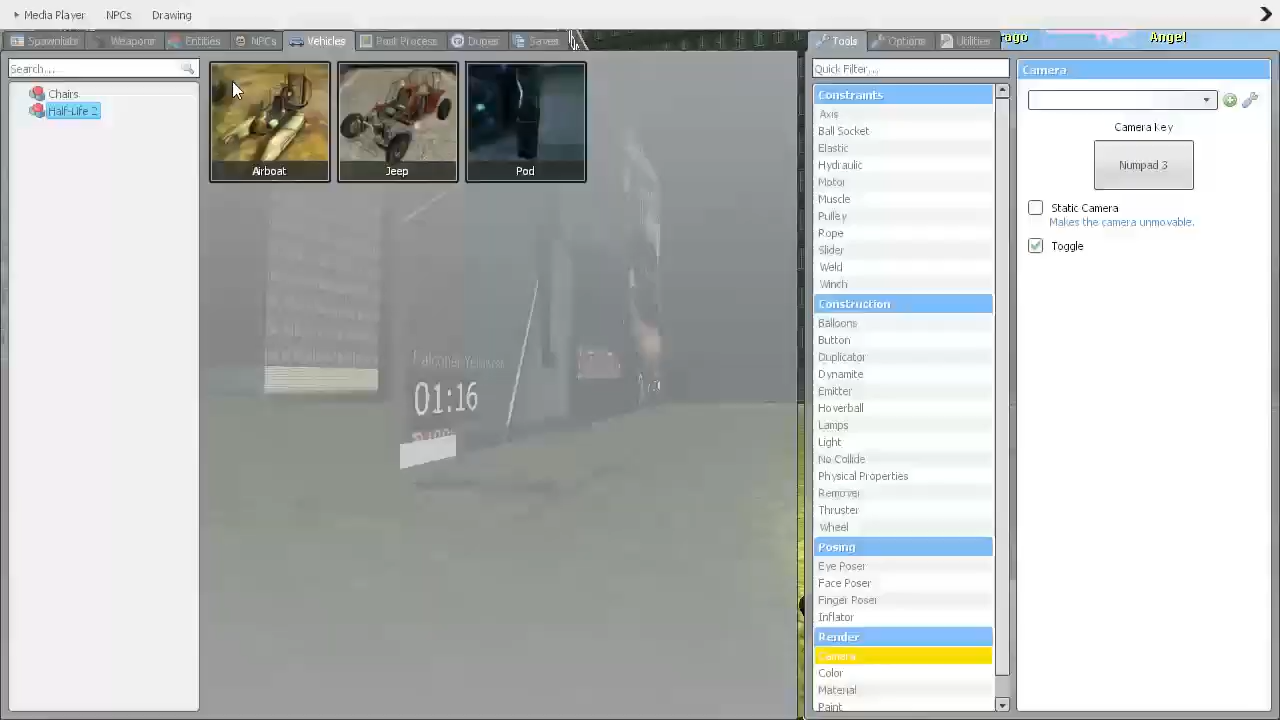 Media Player NPCs Drawing
Spawnlists Weapons Entities NPCs Vehicles Post Process Dupes Saves
Tools Options Utilities
Angel
Search...
Chairs
Half-Life 2
Airboat Jeep Pod
01:16
Quick Filter...
Constraints
Axis
Ball Socket
Elastic
Hydraulic
Motor
Muscle
Pulley
Rope
Slider
Weld
Winch
Construction
Balloons
Button
Duplicator
Dynamite
Emitter
Hoverball
Lamps
Light
No Collide
Physical Properties
Remover
Thruster
Wheel
Posing
Eye Poser
Face Poser
Finger Poser
Inflator
Render
Camera
Color
Material
Paint
Camera
Camera Key
Numpad 3
Static Camera
Makes the camera unmovable.
Toggle